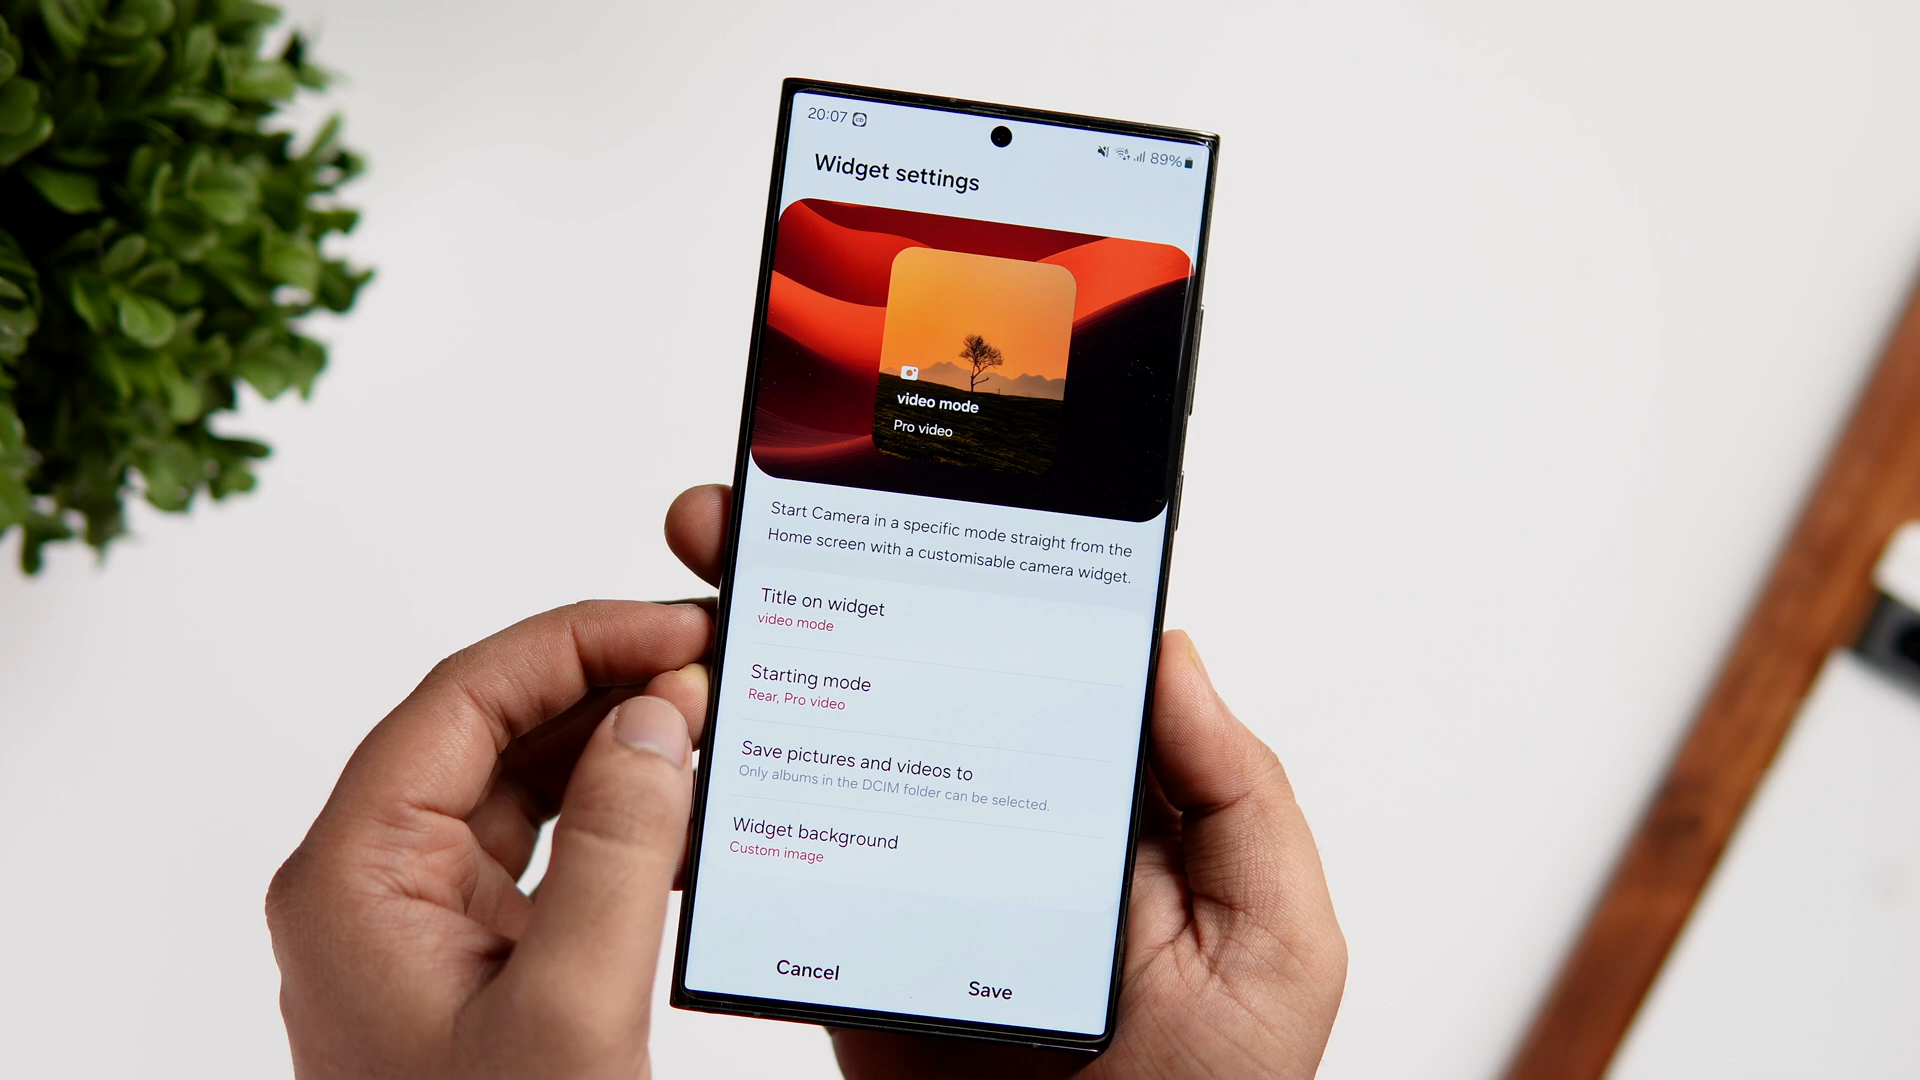 20:07
89%
Widget settings
video mode
Pro video
Start Camera in a specific mode straight from the
Home screen with a customisable camera widget.
Title on widget
video mode
Starting mode
Rear, Pro video
Save pictures and videos to
Only albums in the DCIM folder can be selected.
Widget background
Custom image
Cancel
Save